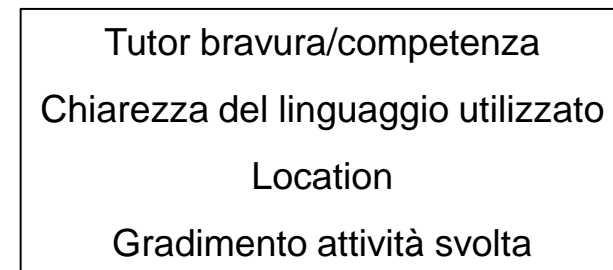 Tutor bravura/competenza
Chiarezza del linguaggio utilizzato
Location
Gradimento attività svolta